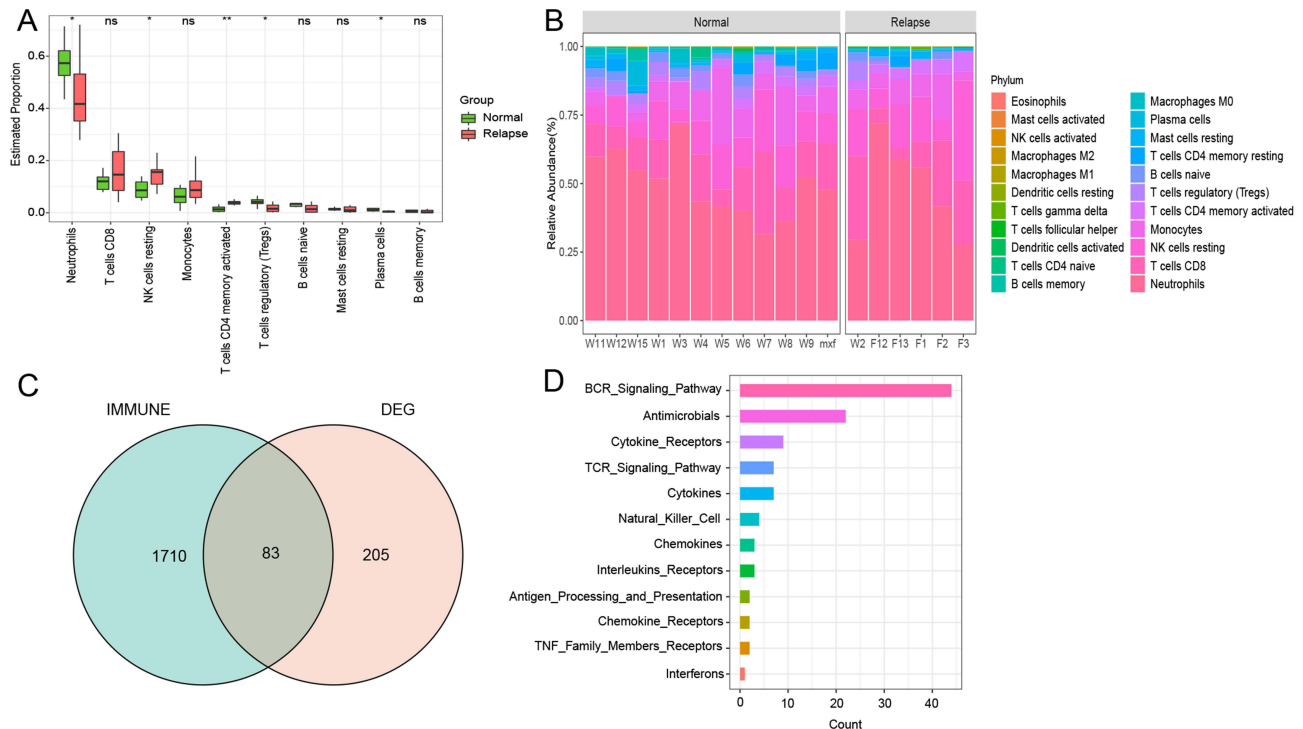 A
* ns * ns ** * ns ns * ns
Estimated Proportion
0.6
0.4
0.2
0.0
Neutrophils
T cells CD8
NK cells resting
Monocytes
T cells CD4 memory activated
T cells regulatory (Tregs)
B cells naive
Mast cells resting
Plasma cells
B cells memory
Group
Normal
Relapse
B
Normal
Relapse
Relative Abundance(%)
1.00
0.75
0.50
0.25
0.00
W11 W12 W15 W1 W3 W4 W5 W6 W7 W8 W9 mxf
W2 F12 F13 F1 F2 F3
Phylum
Eosinophils
Mast cells activated
NK cells activated
Macrophages M2
Macrophages M1
Dendritic cells resting
T cells gamma delta
T cells follicular helper
Dendritic cells activated
T cells CD4 naive
B cells memory
Macrophages M0
Plasma cells
Mast cells resting
T cells CD4 memory resting
B cells naive
T cells regulatory (Tregs)
T cells CD4 memory activated
Monocytes
NK cells resting
T cells CD8
Neutrophils
C
IMMUNE
DEG
1710
83
205
D
BCR_Signaling_Pathway
Antimicrobials
Cytokine_Receptors
TCR_Signaling_Pathway
Cytokines
Natural_Killer_Cell
Chemokines
Interleukins_Receptors
Antigen_Processing_and_Presentation
Chemokine_Receptors
TNF_Family_Members_Receptors
Interferons
0 10 20 30 40
Count